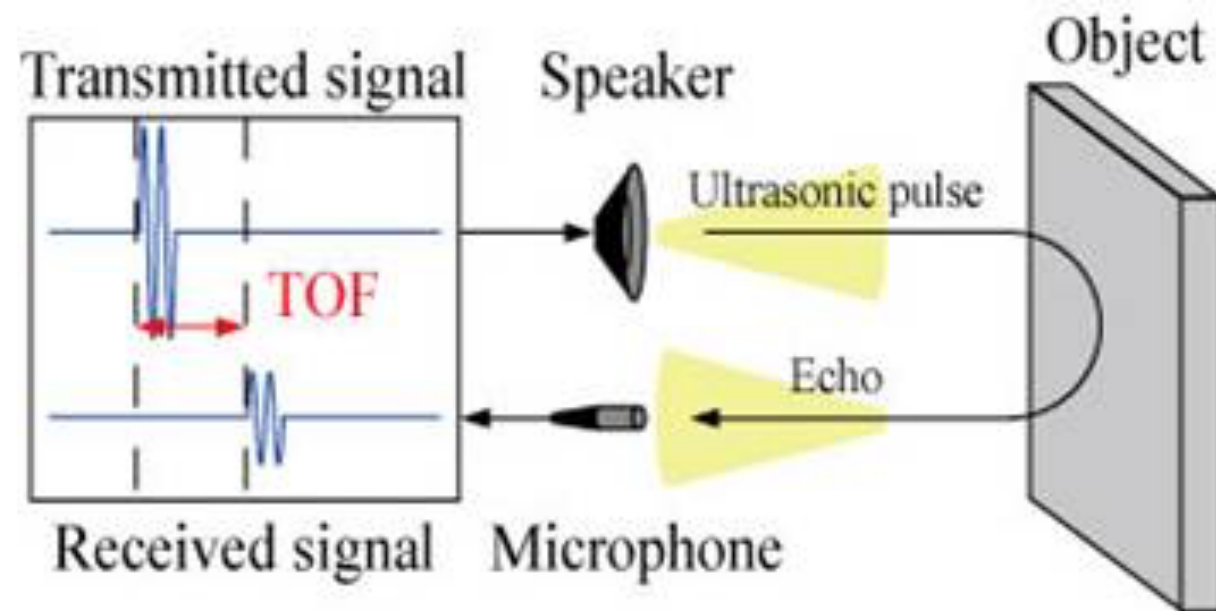 Object
Transmitted signal
Speaker
Ultrasonic pulse
TOF
Echo
Received signal
Microphone